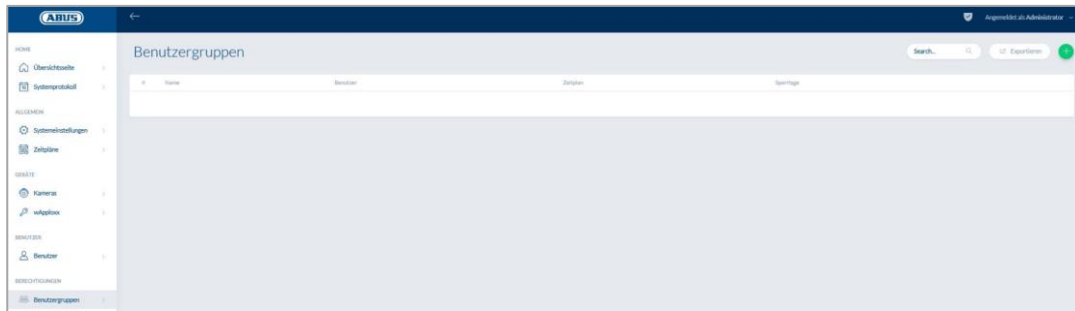 ABUS
Angemeldet als Administrator
HOME
Übersichtsseite
Systemprotokoll
ALLGEMEIN
Systemeinstellungen
Zeitpläne
GERÄTE
Kameras
wAppLoxx
BENUTZER
Benutzer
BERECHTIGUNGEN
Benutzergruppen
Benutzergruppen
Search...
Exportieren
# Name Benutzer Zeitplan Sperrtage